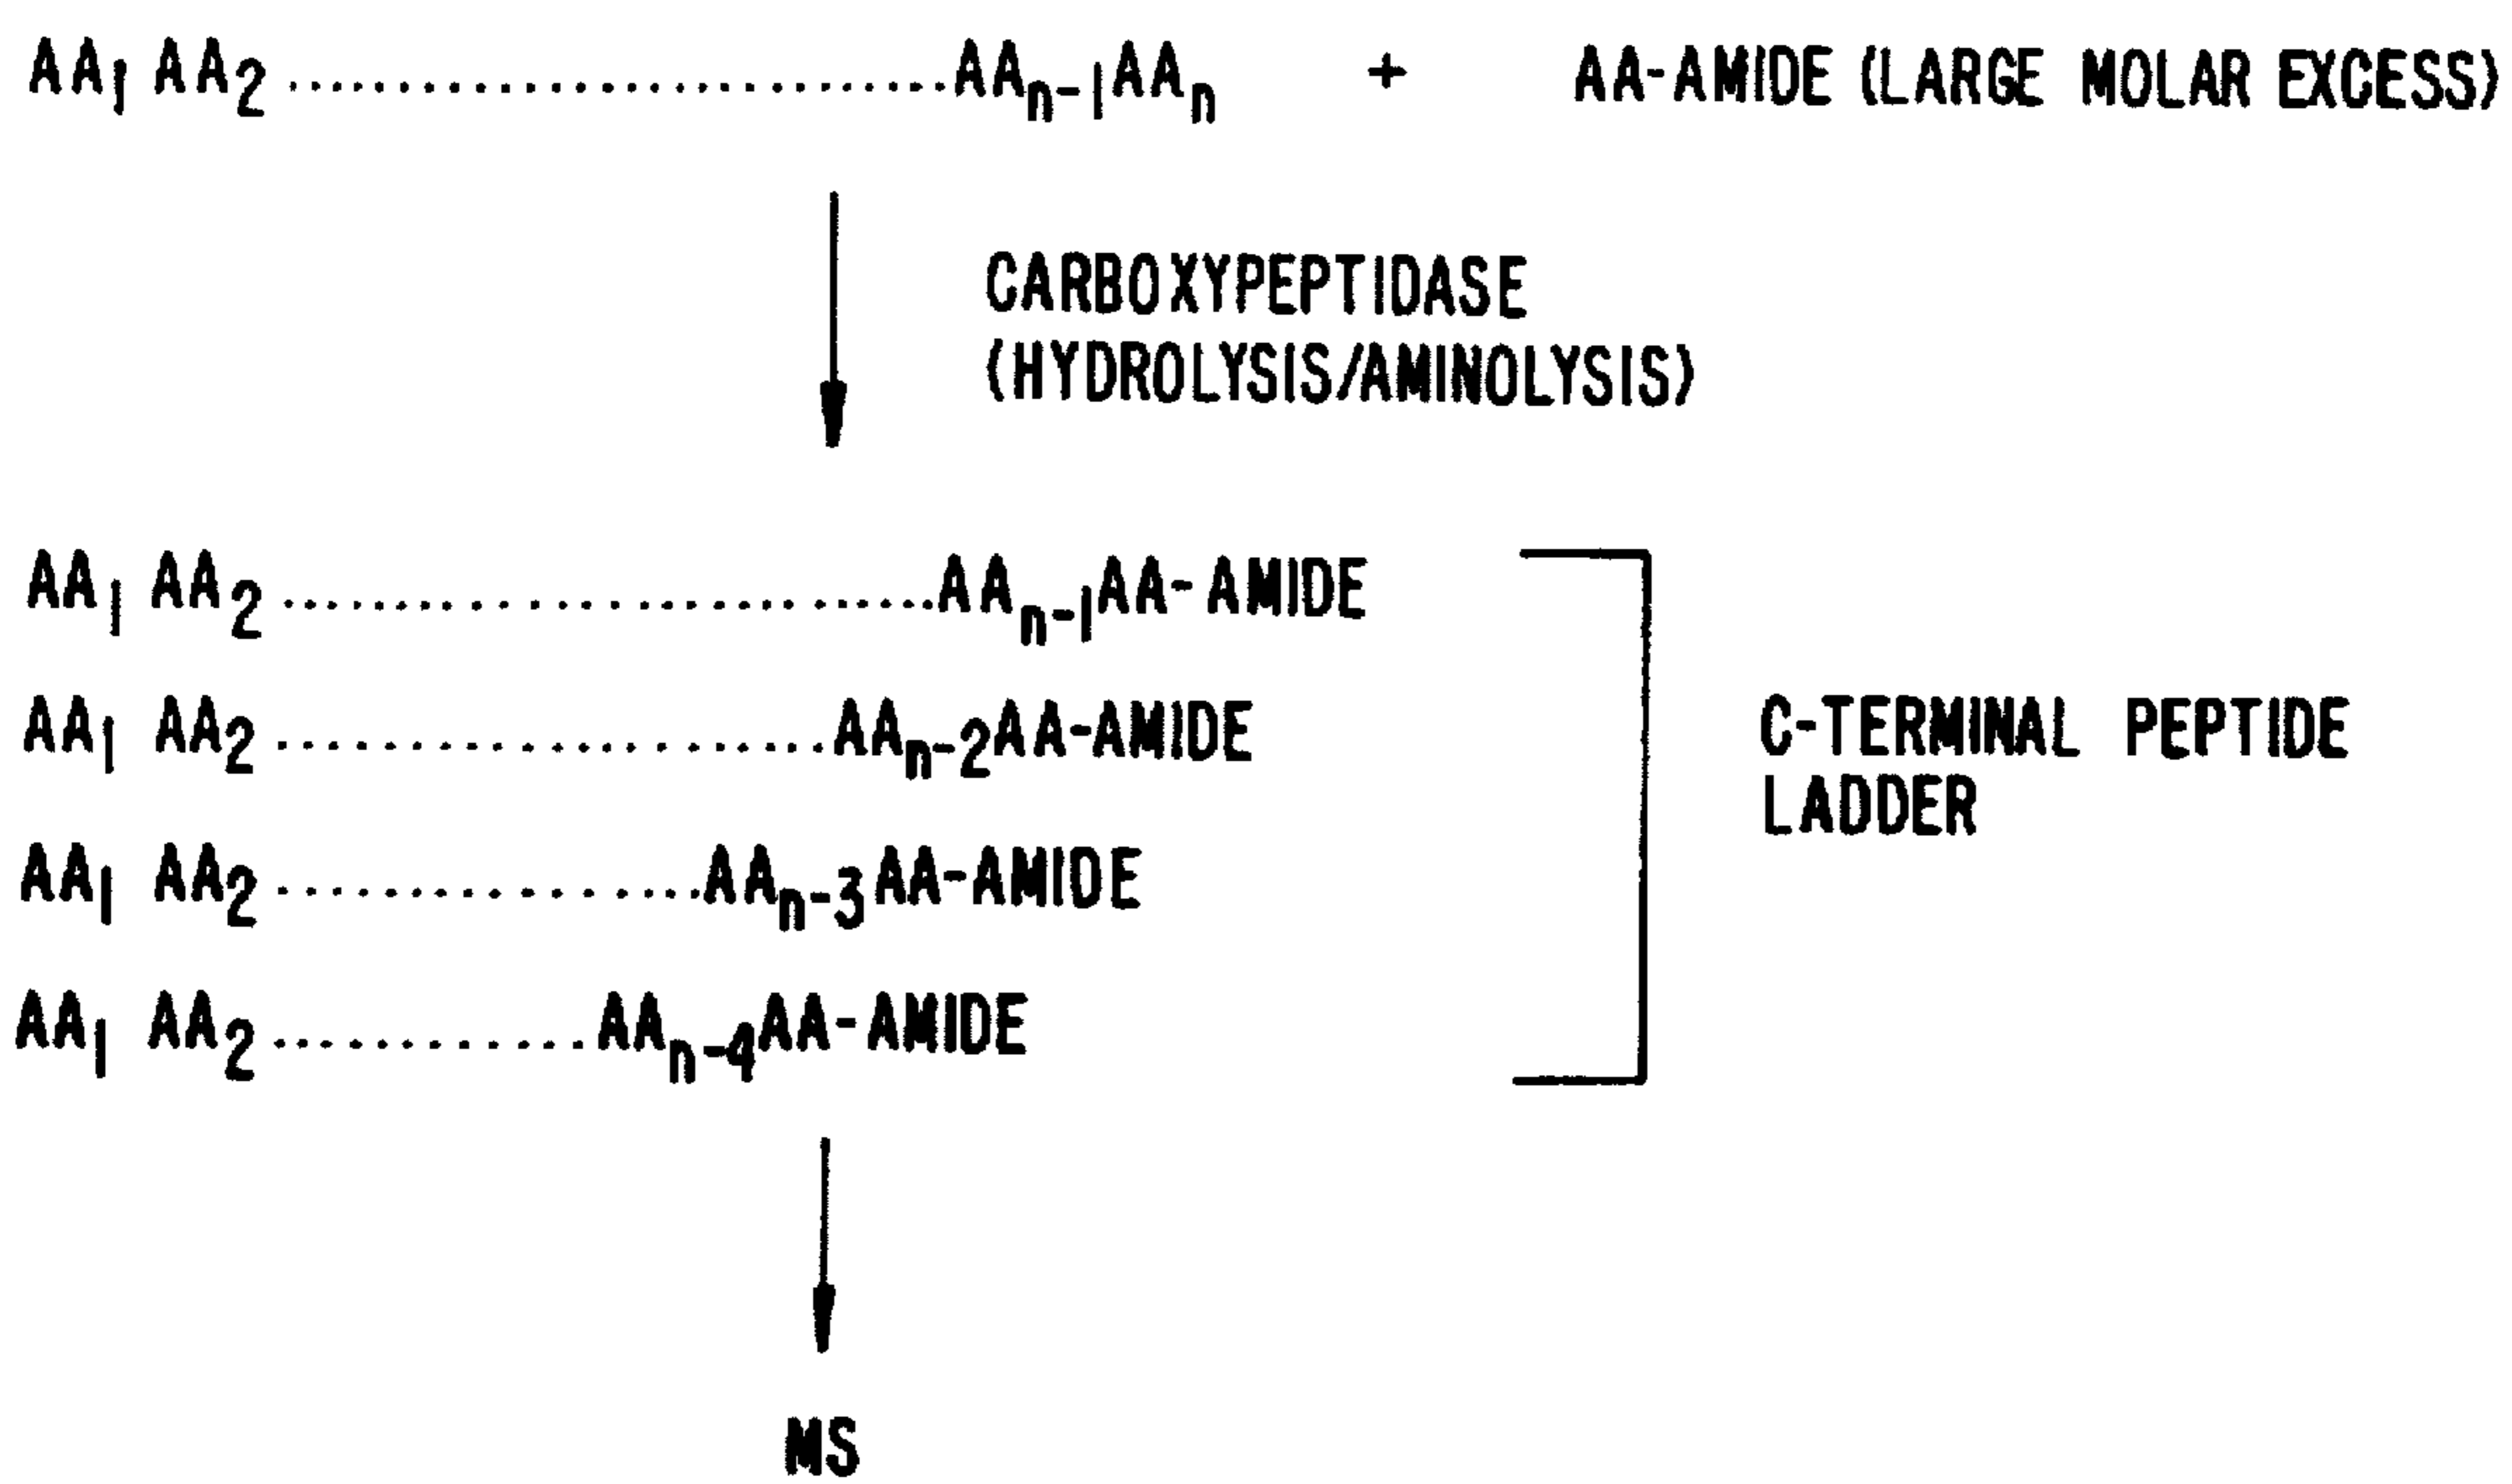 AA₁ AA₂..............................AAₙ₋₁AAₙ + AA-AMIDE (LARGE MOLAR EXCESS)
CARBOXYPEPTIDASE
(HYDROLYSIS/AMINOLYSIS)
AA₁ AA₂..............................AAₙ₋₁AA-AMIDE
AA₁ AA₂........................AAₙ₋₂AA-AMIDE
C-TERMINAL PEPTIDE
LADDER
AA₁ AA₂..................AAₙ₋₃AA-AMIDE
AA₁ AA₂.............AAₙ₋₄AA-AMIDE
MS